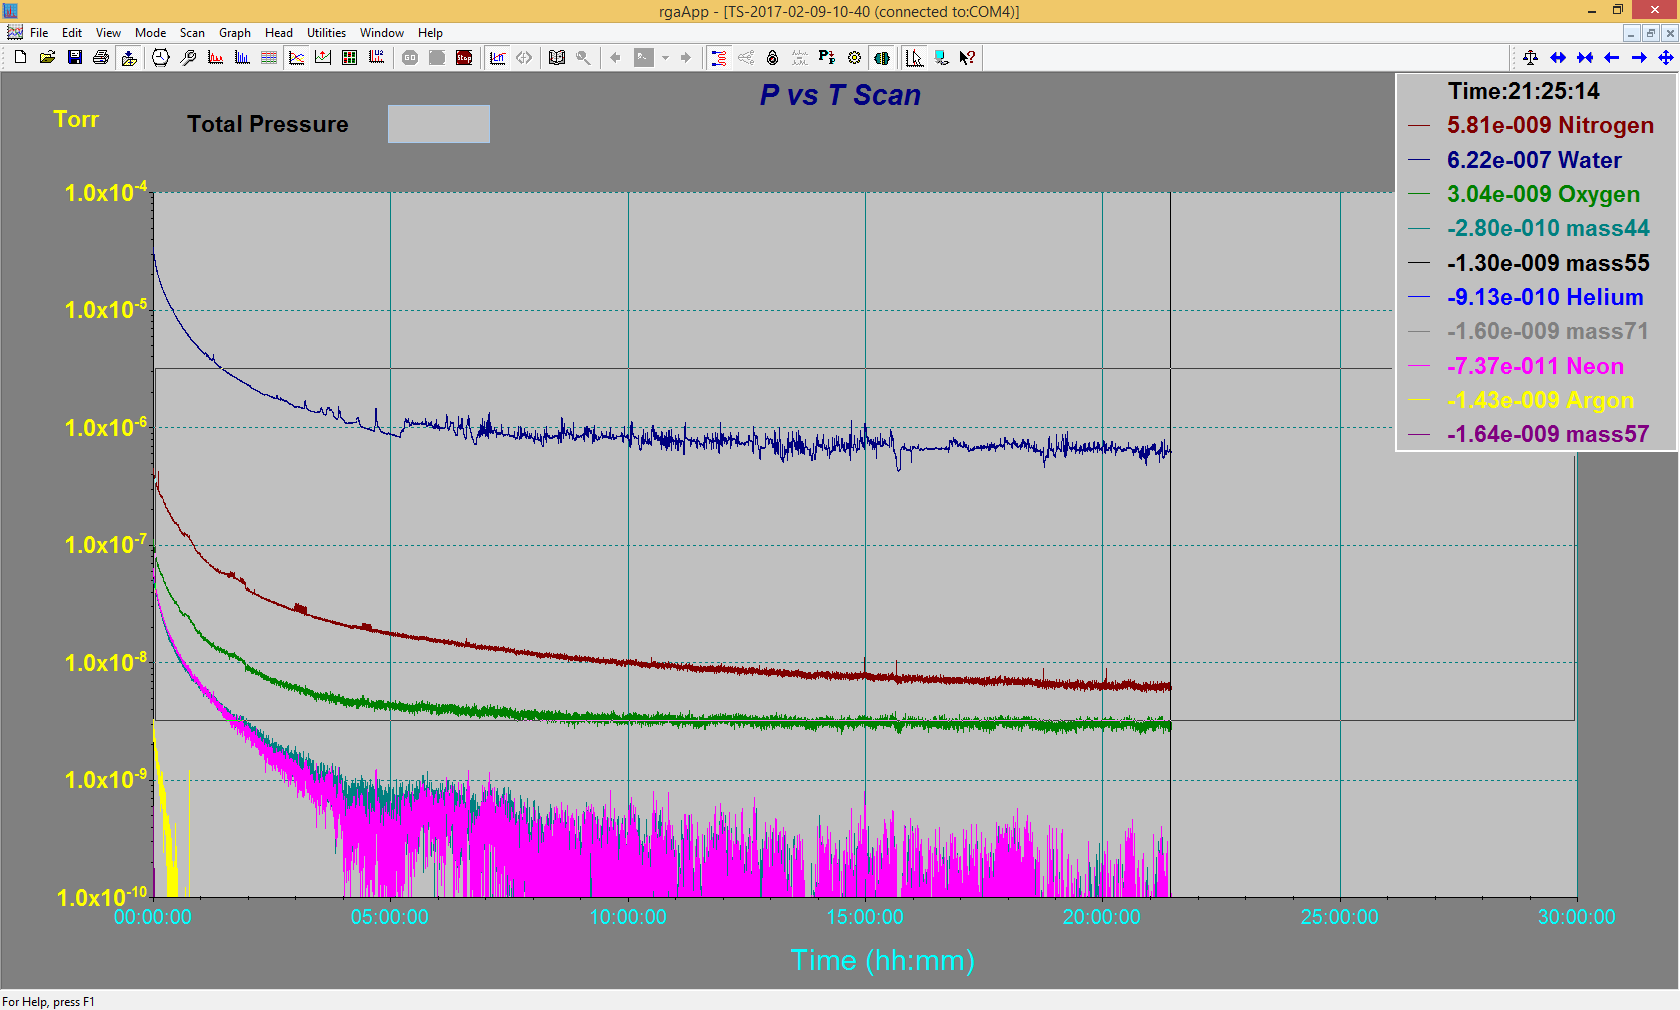 rgaApp - [TS-2017-02-09-10-40 (connected to:COM4)]
File Edit View Mode Scan Graph Head Utilities Window Help
GO Stop
P vs T Scan
Torr
Total Pressure
Time:21:25:14
5.81e-009 Nitrogen
6.22e-007 Water
3.04e-009 Oxygen
-2.80e-010 mass44
-1.30e-009 mass55
-9.13e-010 Helium
-1.60e-009 mass71
-7.37e-011 Neon
-1.43e-009 Argon
-1.64e-009 mass57
1.0x10-4
1.0x10-5
1.0x10-6
1.0x10-7
1.0x10-8
1.0x10-9
1.0x10-10
00:00:00 05:00:00 10:00:00 15:00:00 20:00:00 25:00:00 30:00:00
Time (hh:mm)
For Help, press F1